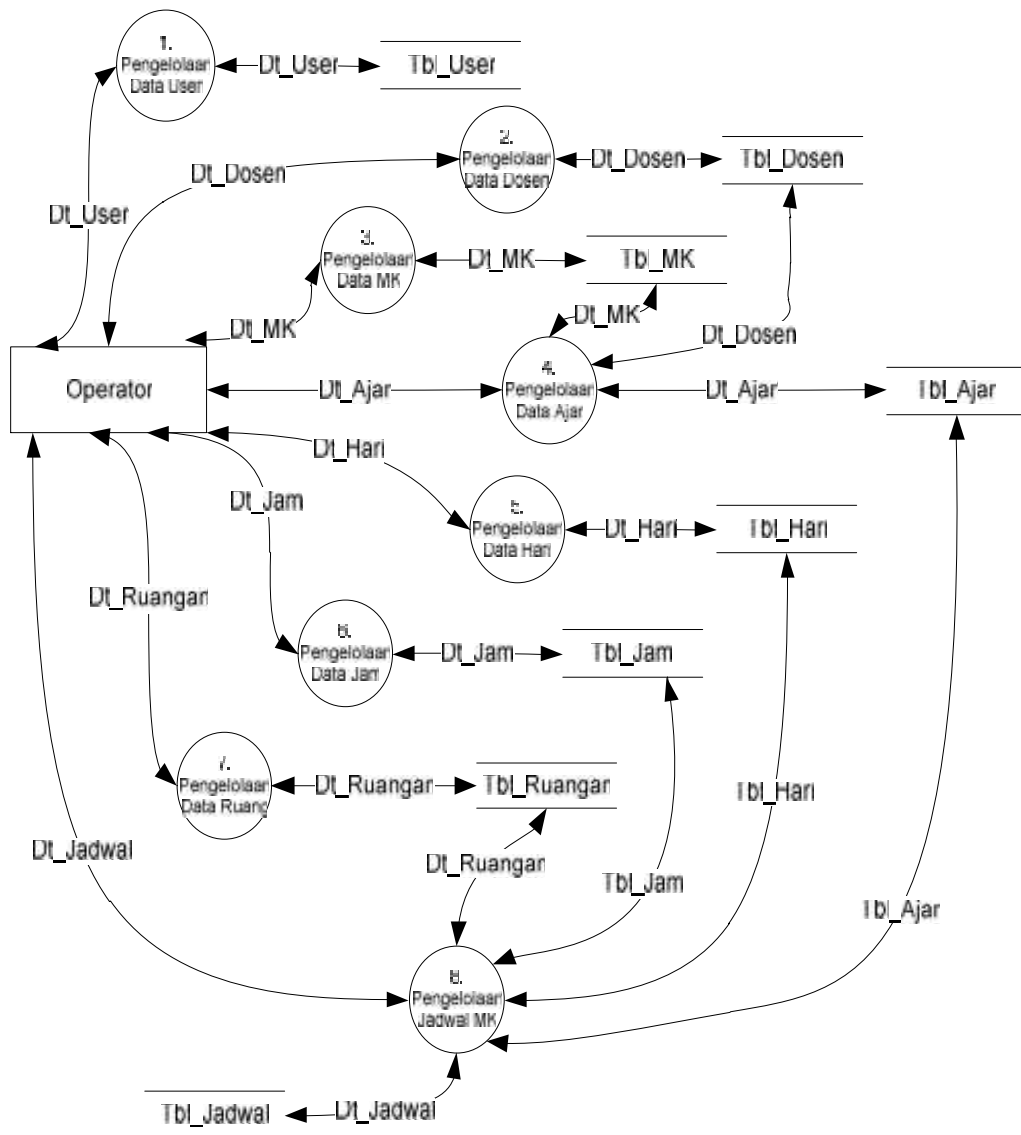 1.
Pengelolaan
Data User
Dt_User
Tbl_User
2.
Pengelolaan
Data Dosen
Dt_Dosen
Tbl_Dosen
Dt_Dosen
Dt_User
3.
Pengelolaan
Data MK
Dt_MK
Tbl_MK
Dt_MK
Dt_MK
Dt_Dosen
Operator
Dt_Ajar
4.
Pengelolaan
Data Ajar
Dt_Ajar
Tbl_Ajar
Dt_Hari
Dt_Jam
5.
Pengelolaan
Data Hari
Dt_Hari
Tbl_Hari
Dt_Ruangan
6.
Pengelolaan
Data Jam
Dt_Jam
Tbl_Jam
7.
Pengelolaan
Data Ruang
Dt_Ruangan
Tbl_Ruangan
Tbl_Hari
Dt_Jadwal
Dt_Ruangan
Tbl_Jam
Tbl_Ajar
8.
Pengelolaan
Jadwal MK
Tbl_Jadwal
Dt_Jadwal